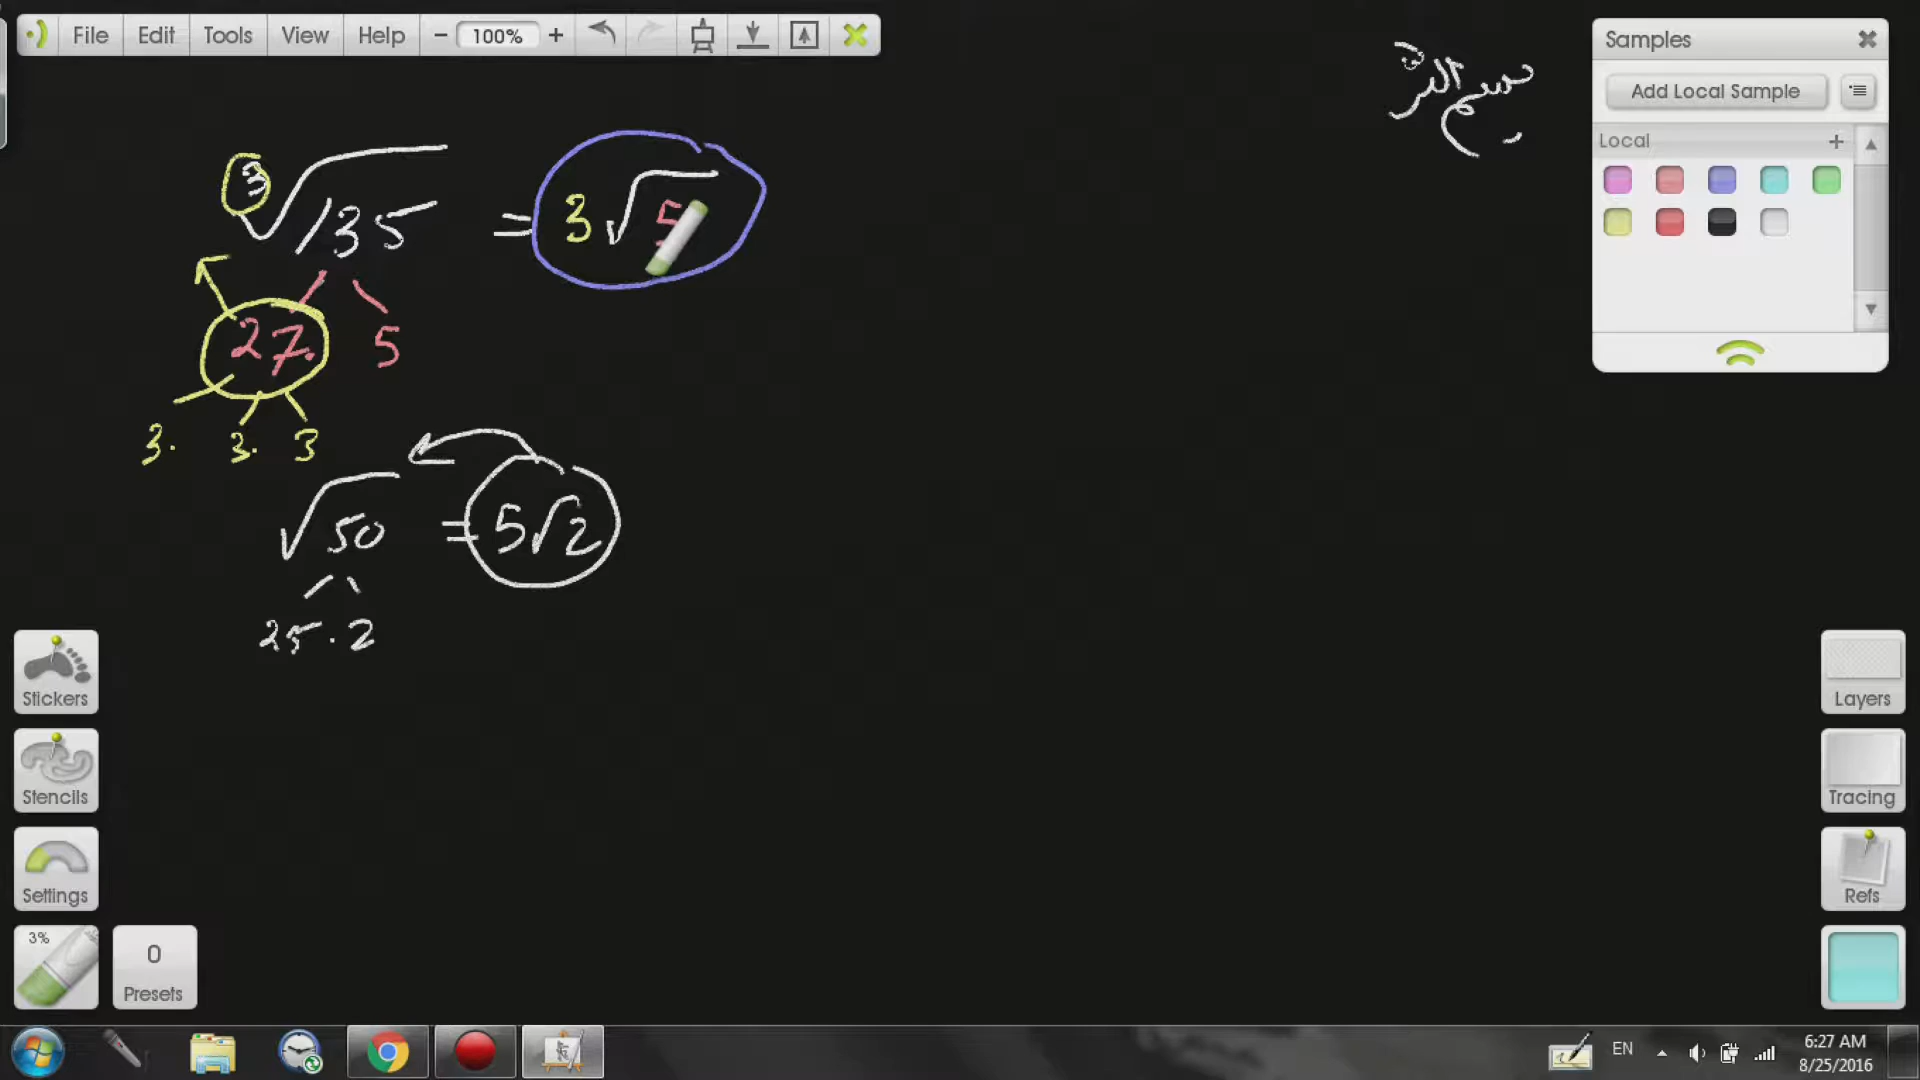 File Edit Tools View Help − 100% +
Samples
Add Local Sample
Local +
3√135 = 3√5
27. 5
3. 3. 3
√50 = 5√2
25.2
Stickers
Stencils
Settings
3%
0
Presets
Layers
Tracing
Refs
EN
6:27 AM
8/25/2016